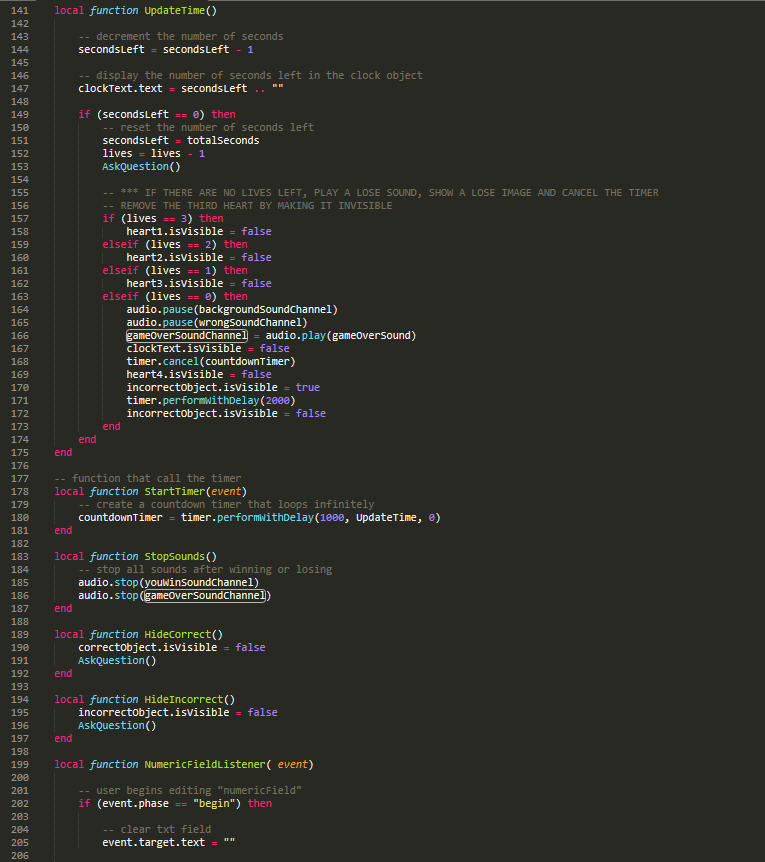 141 local function UpdateTime()
142
143 -- decrement the number of seconds
144 secondsLeft = secondsLeft - 1
145
146 -- display the number of seconds left in the clock object
147 clockText.text = secondsLeft .. ""
148
149 if (secondsLeft == 0) then
150 -- reset the number of seconds left
151 secondsLeft = totalSeconds
152 lives = lives - 1
153 AskQuestion()
154
155 -- *** IF THERE ARE NO LIVES LEFT, PLAY A LOSE SOUND, SHOW A LOSE IMAGE AND CANCEL THE TIMER
156 -- REMOVE THE THIRD HEART BY MAKING IT INVISIBLE
157 if (lives == 3) then
158 heart1.isVisible = false
159 elseif (lives == 2) then
160 heart2.isVisible = false
161 elseif (lives == 1) then
162 heart3.isVisible = false
163 elseif (lives == 0) then
164 audio.pause(backgroundSoundChannel)
165 audio.pause(wrongSoundChannel)
166 gameOverSoundChannel = audio.play(gameOverSound)
167 clockText.isVisible = false
168 timer.cancel(countdownTimer)
169 heart4.isVisible = false
170 incorrectObject.isVisible = true
171 timer.performWithDelay(2000)
172 incorrectObject.isVisible = false
173 end
174 end
175 end
176
177 -- function that call the timer
178 local function StartTimer(event)
179 -- create a countdown timer that loops infinitely
180 countdownTimer = timer.performWithDelay(1000, UpdateTime, 0)
181 end
182
183 local function StopSounds()
184 -- stop all sounds after winning or losing
185 audio.stop(youWinSoundChannel)
186 audio.stop(gameOverSoundChannel)
187 end
188
189 local function HideCorrect()
190 correctObject.isVisible = false
191 AskQuestion()
192 end
193
194 local function HideIncorrect()
195 incorrectObject.isVisible = false
196 AskQuestion()
197 end
198
199 local function NumericFieldListener( event)
200
201 -- user begins editing "numericField"
202 if (event.phase == "begin") then
203
204 -- clear txt field
205 event.target.text = ""
206